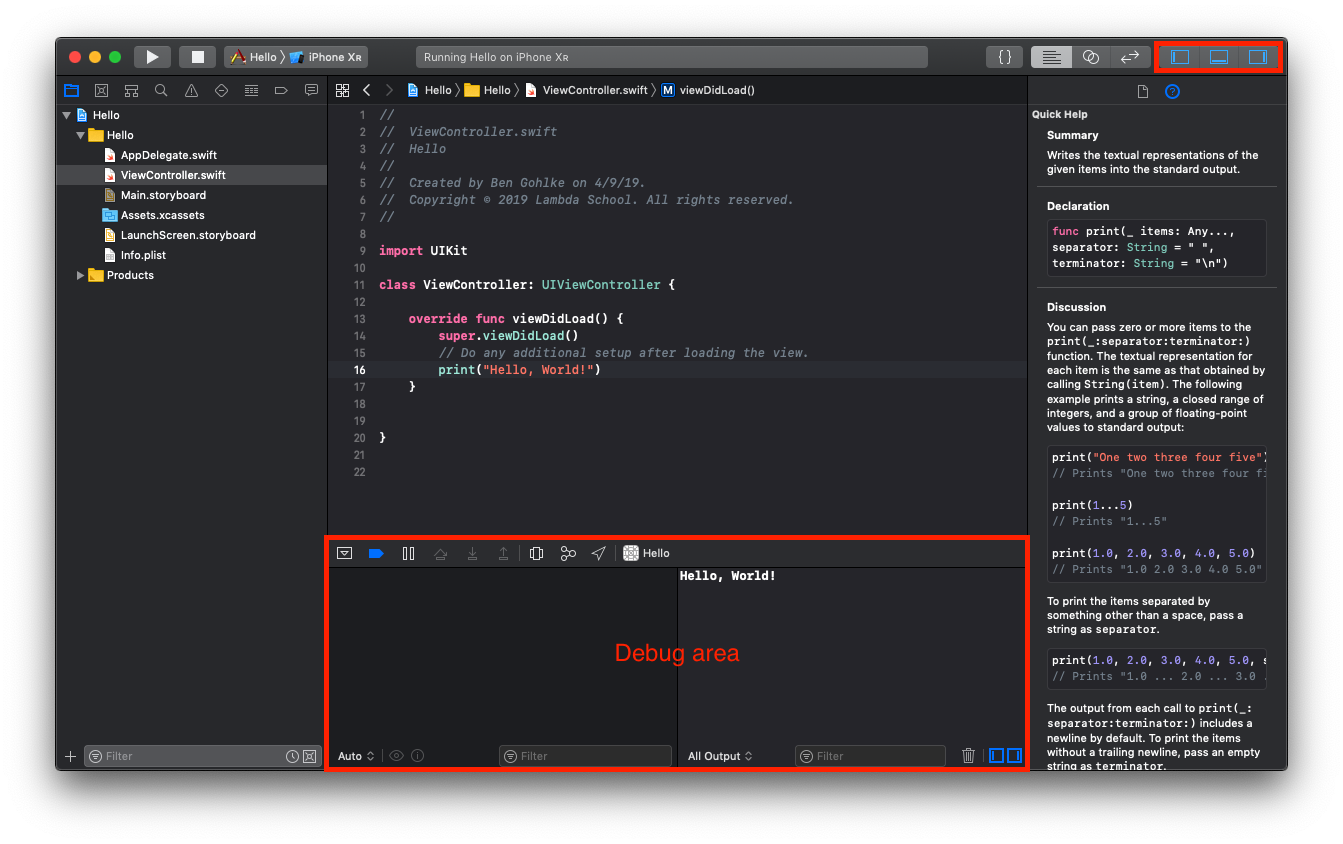 Hello iPhone XR
Running Hello on iPhone XR
{ }
Hello
Hello
AppDelegate.swift
ViewController.swift
Main.storyboard
Assets.xcassets
LaunchScreen.storyboard
Info.plist
Products
Filter
Hello Hello ViewController.swift M viewDidLoad()
1 //
2 //  ViewController.swift
3 //  Hello
4 //
5 //  Created by Ben Gohlke on 4/9/19.
6 //  Copyright © 2019 Lambda School. All rights reserved.
7 //
8
9 import UIKit
10
11 class ViewController: UIViewController {
12
13     override func viewDidLoad() {
14         super.viewDidLoad()
15         // Do any additional setup after loading the view.
16         print("Hello, World!")
17     }
18
19
20 }
21
22
Hello
Hello, World!
Debug area
Auto
Filter
All Output
Filter
Quick Help
Summary
Writes the textual representations of the
given items into the standard output.
Declaration
func print(_ items: Any...,
separator: String = " ",
terminator: String = "\n")
Discussion
You can pass zero or more items to the
print(_:separator:terminator:)
function. The textual representation for
each item is the same as that obtained by
calling String(item). The following
example prints a string, a closed range of
integers, and a group of floating-point
values to standard output:
print("One two three four five")
// Prints "One two three four fi
print(1...5)
// Prints "1...5"
print(1.0, 2.0, 3.0, 4.0, 5.0)
// Prints "1.0 2.0 3.0 4.0 5.0"
To print the items separated by
something other than a space, pass a
string as separator.
print(1.0, 2.0, 3.0, 4.0, 5.0, s
// Prints "1.0 ... 2.0 ... 3.0 .
The output from each call to print(_:
separator:terminator:) includes a
newline by default. To print the items
without a trailing newline, pass an empty
string as terminator.